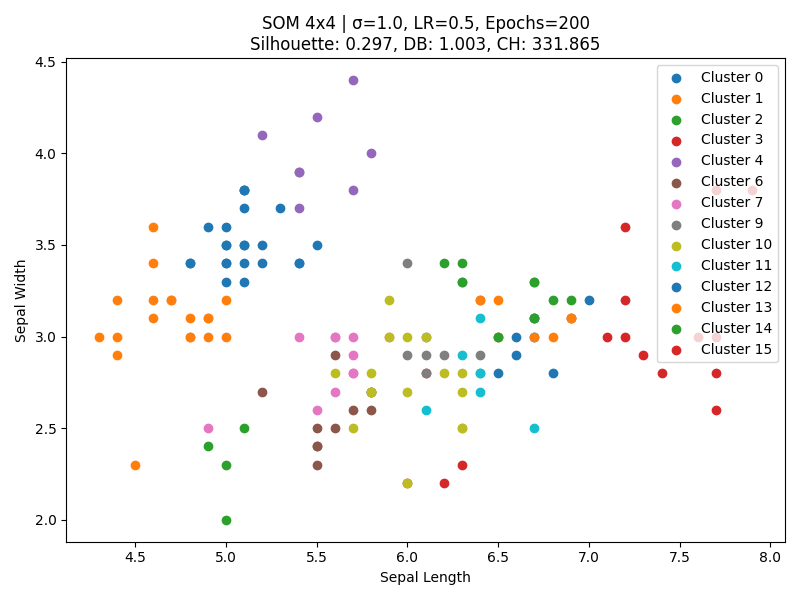 SOM 4x4 | σ=1.0, LR=0.5, Epochs=200
Silhouette: 0.297, DB: 1.003, CH: 331.865
Cluster 0
Cluster 1
Cluster 2
Cluster 3
Cluster 4
Cluster 6
Cluster 7
Cluster 9
Cluster 10
Cluster 11
Cluster 12
Cluster 13
Cluster 14
Cluster 15
Sepal Width
4.5
4.0
3.5
3.0
2.5
2.0
4.5 5.0 5.5 6.0 6.5 7.0 7.5 8.0
Sepal Length